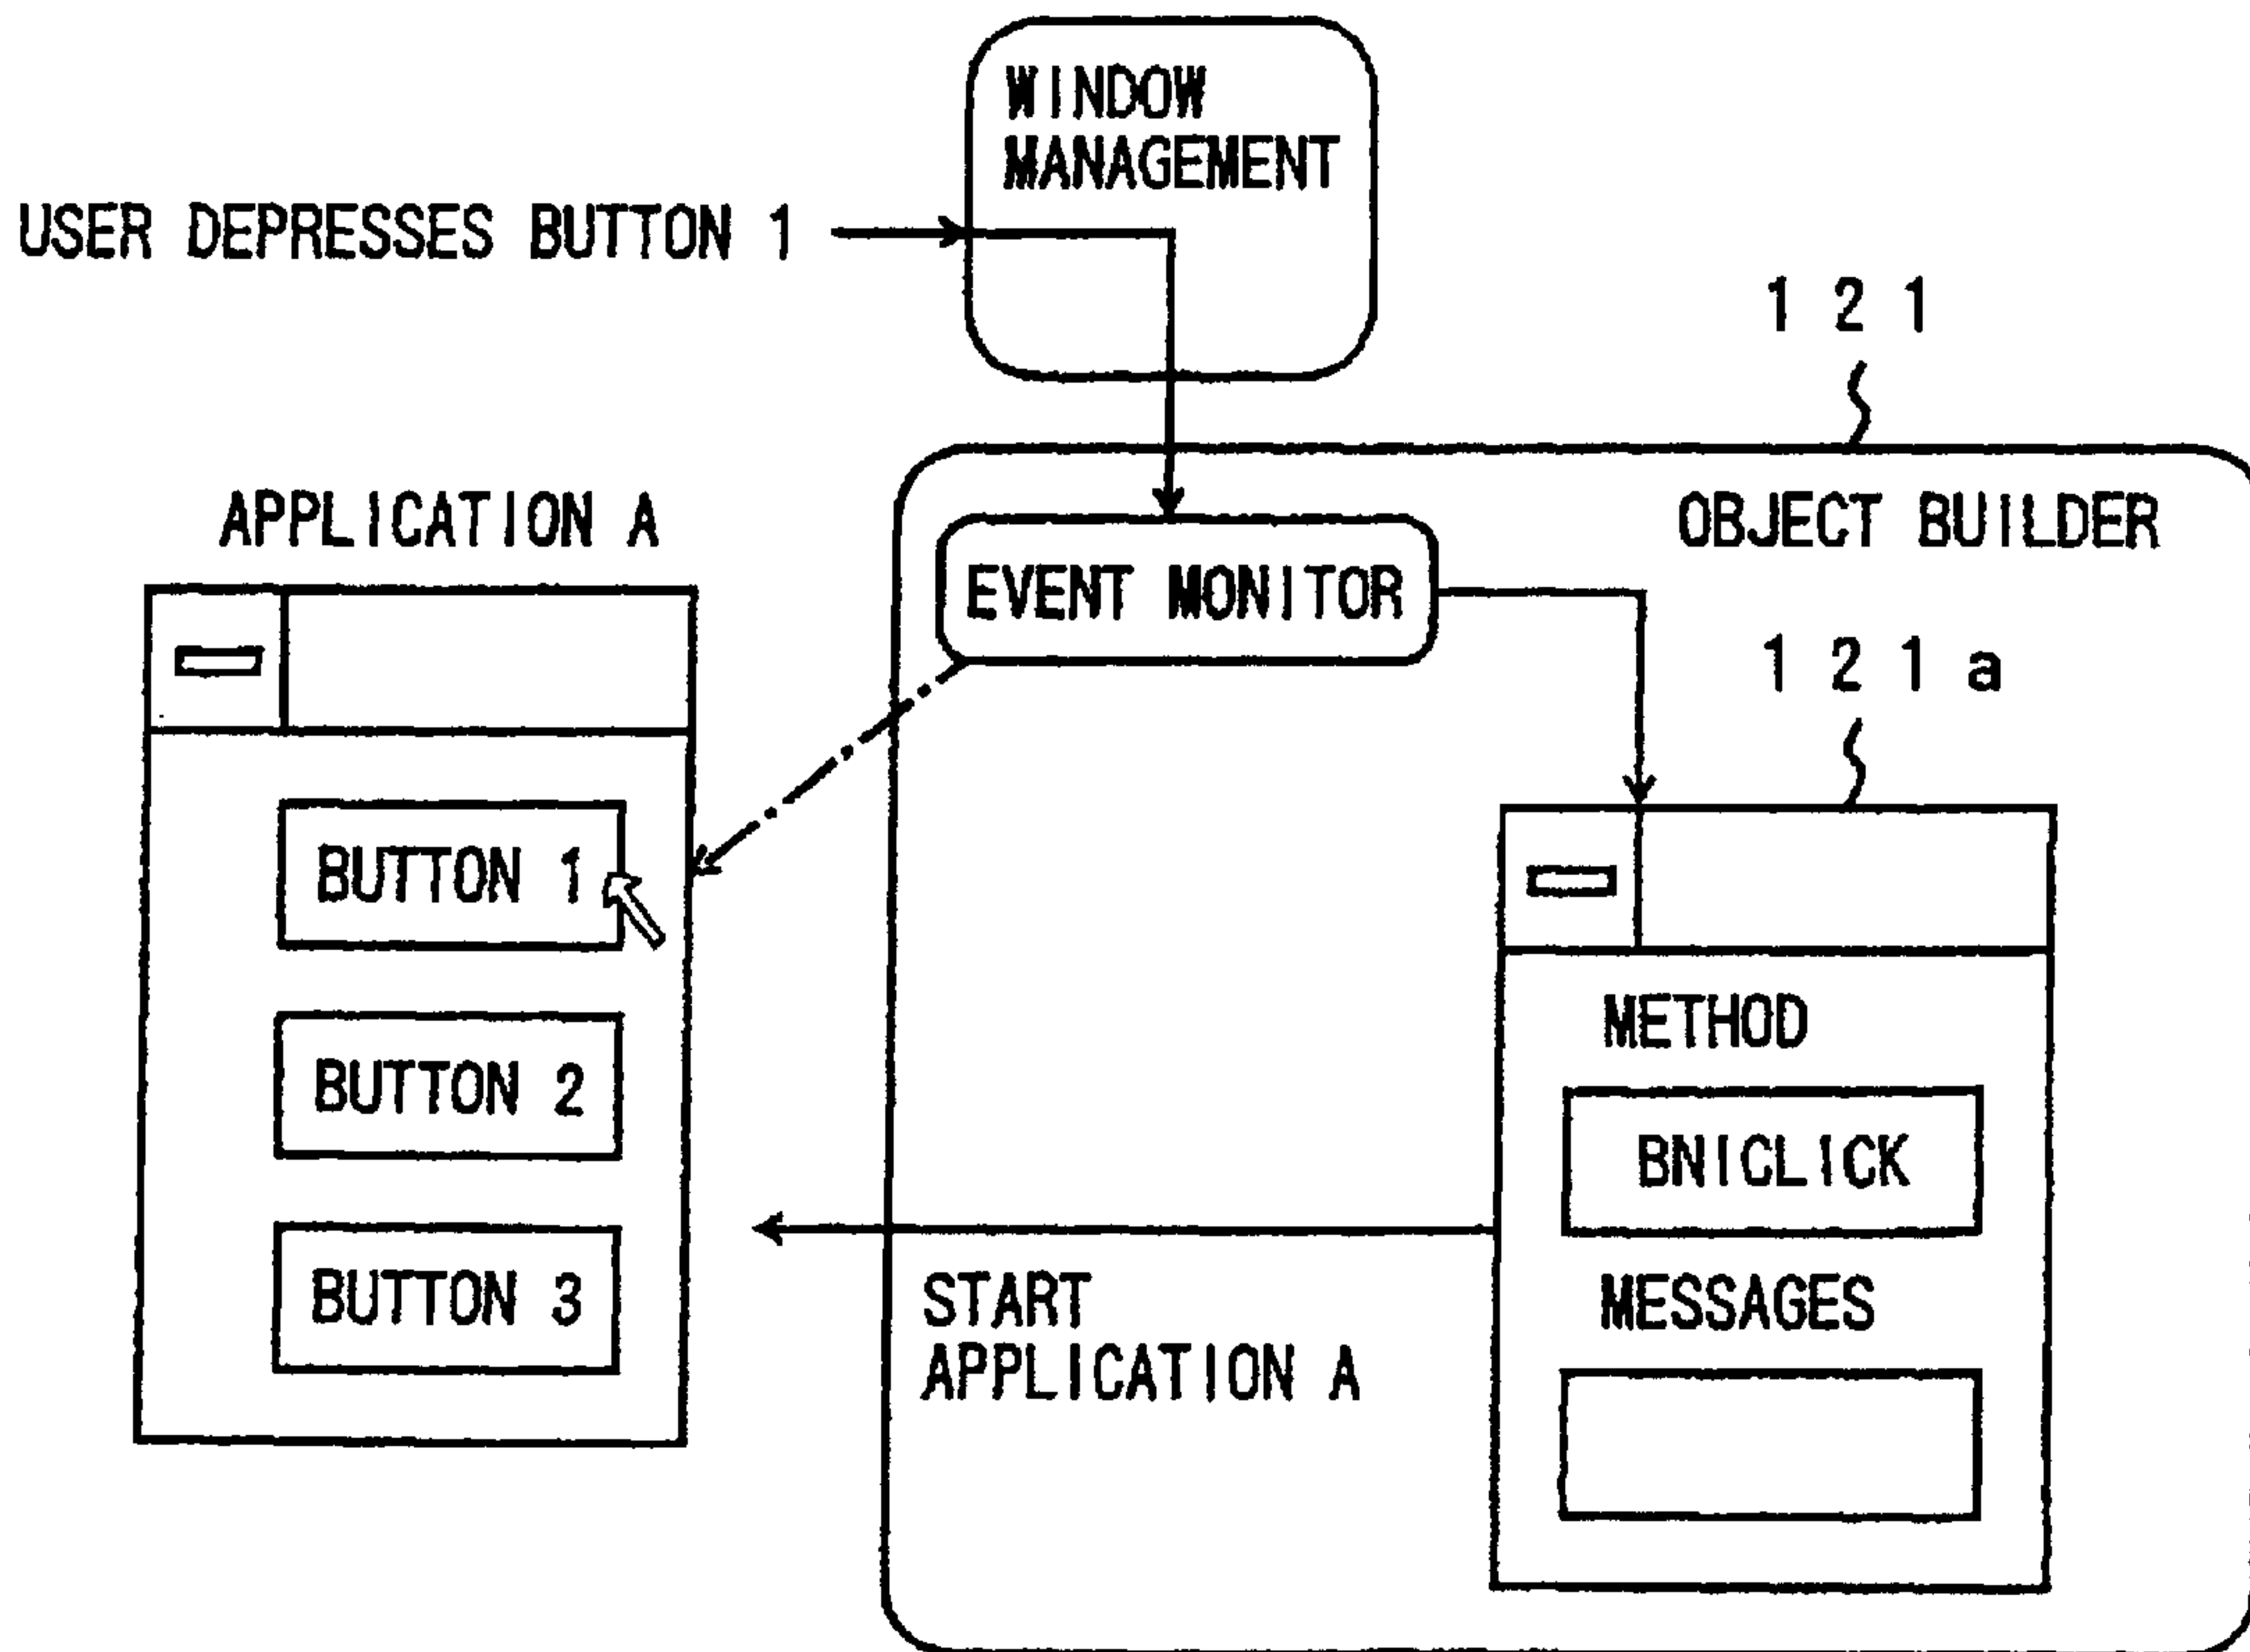 WINDOW
MANAGEMENT
USER DEPRESSES BUTTON 1
121
APPLICATION A
OBJECT BUILDER
EVENT MONITOR
121a
BUTTON 1
BUTTON 2
BUTTON 3
METHOD
BNICLICK
MESSAGES
START
APPLICATION A